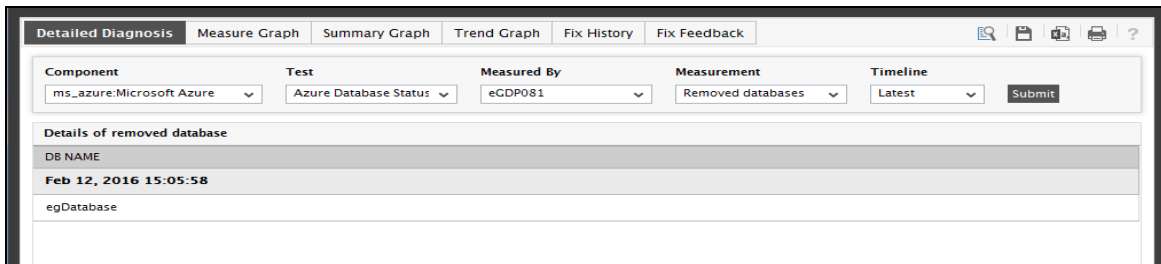 Detailed Diagnosis Measure Graph Summary Graph Trend Graph Fix History Fix Feedback ?
Component Test Measured By Measurement Timeline
ms_azure:Microsoft Azure Azure Database Status eGDP081 Removed databases Latest Submit
Details of removed database
DB NAME
Feb 12, 2016 15:05:58
egDatabase